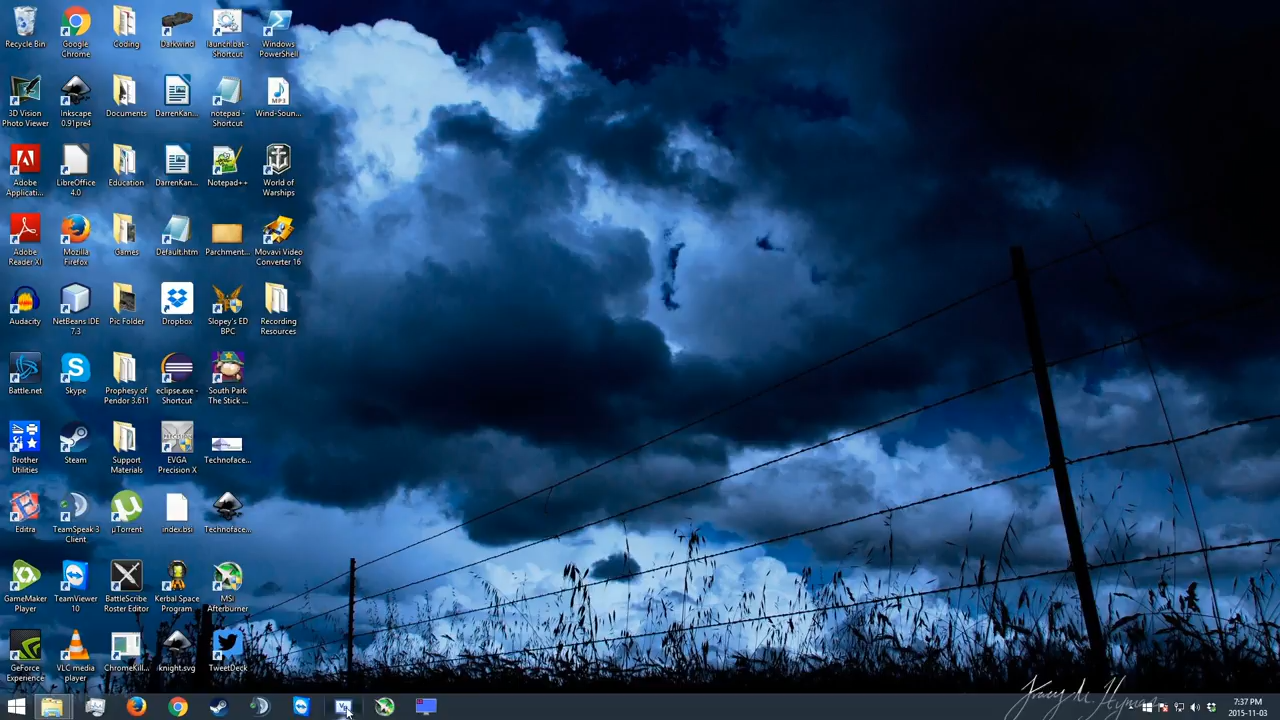 Recycle Bin
Google
Chrome
Coding
Darkwind
launch.bat -
Shortcut
Windows
PowerShell
3D Vision
Photo Viewer
Inkscape
0.91pre4
Documents
DarrenKan...
notepad -
Shortcut
Wind-Soun...
Adobe
Applicati...
LibreOffice
4.0
Education
DarrenKan...
Notepad++
World of
Warships
Adobe
Reader XI
Mozilla
Firefox
Games
Default.htm
Parchment...
Movavi Video
Converter 16
Audacity
NetBeans IDE
7.3
Pic Folder
Dropbox
Slopey's ED
BPC
Recording
Resources
Battle.net
Skype
Prophesy of
Pendor 3.611
eclipse.exe -
Shortcut
South Park
The Stick ...
Brother
Utilities
Steam
Support
Materials
EVGA
Precision X
Technoface...
Editra
TeamSpeak 3
Client
µTorrent
index.bsi
Technoface...
GameMaker
Player
TeamViewer
10
BattleScribe
Roster Editor
Kerbal Space
Program
MSI
Afterburner
GeForce
Experience
VLC media
player
ChromeKill...
knight.svg
TweetDeck
7:37 PM
2015-11-03